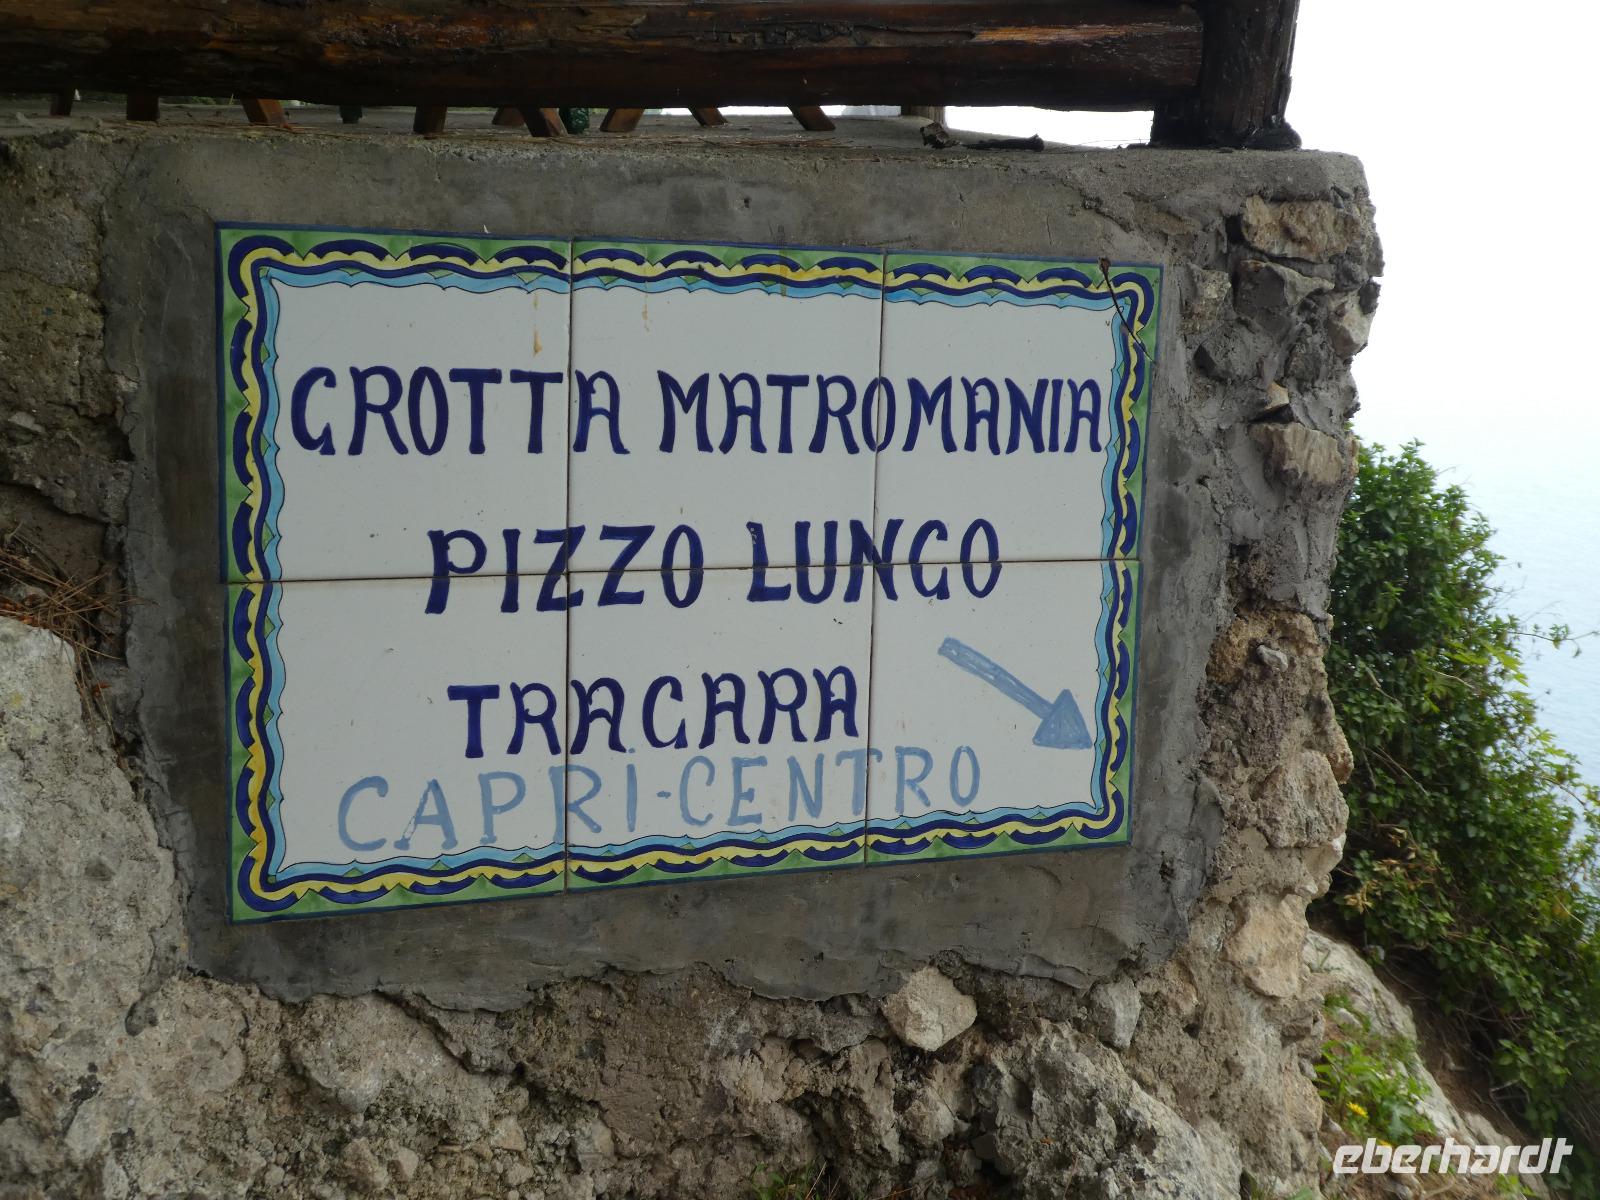 GROTTA MATROMANIA
PIZZO LUNGO
TRAGARA
CAPRI-CENTRO
eberhardt